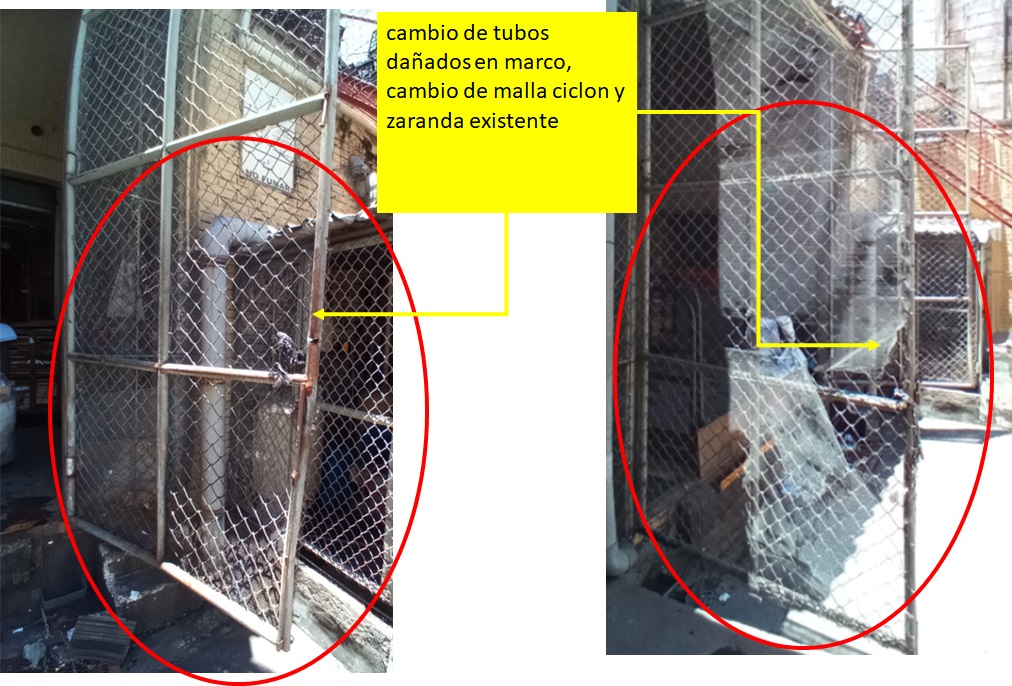 cambio de tubos
dañados en marco,
cambio de malla ciclon y
zaranda existente
NO FUMAR